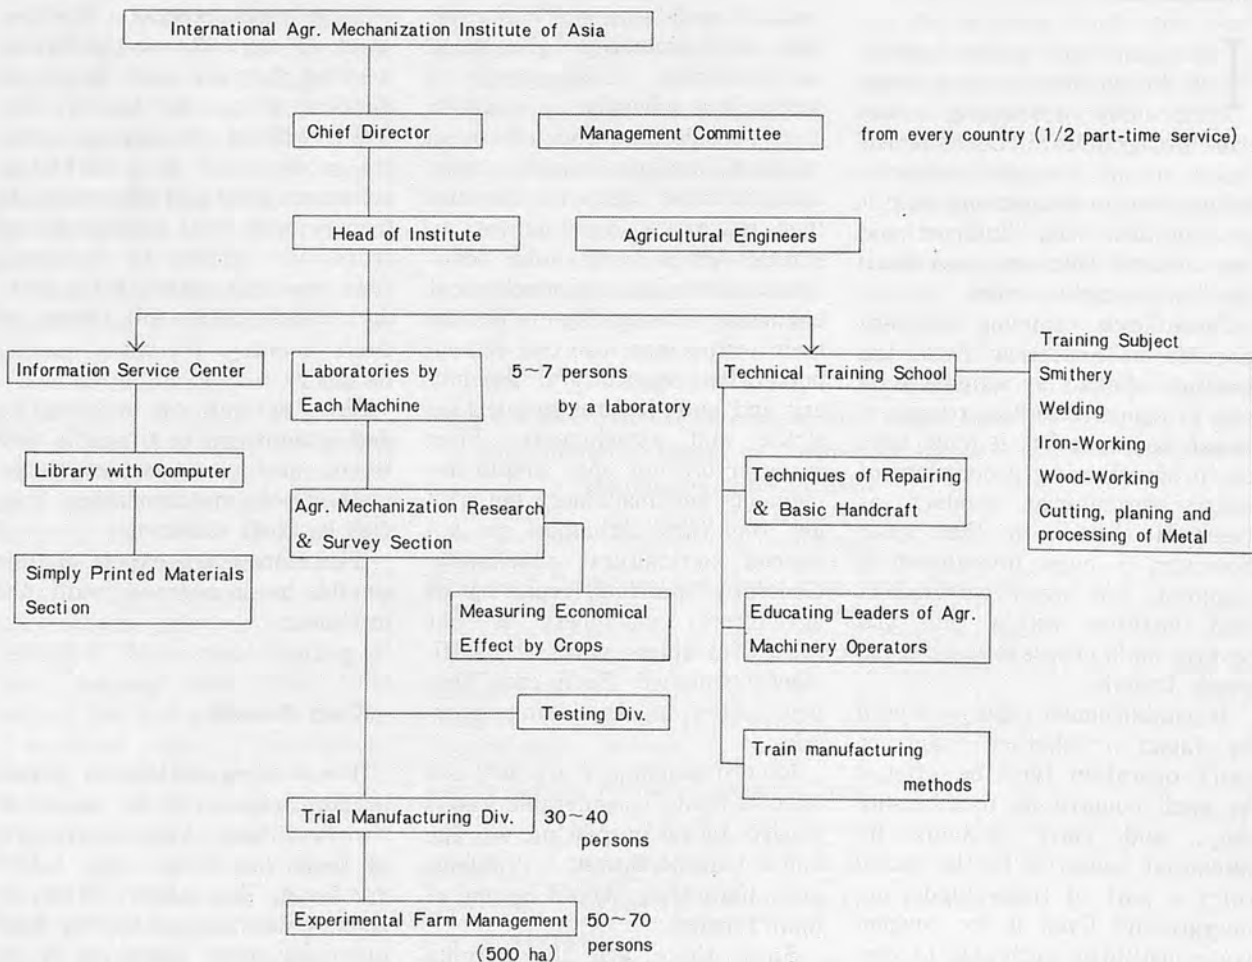 International Agr. Mechanization Institute of Asia
Chief Director
Management Committee
from every country (1/2 part-time service)
Head of Institute
Agricultural Engineers
Information Service Center
Laboratories by
Each Machine
5~7 persons
by a laboratory
Technical Training School
Training Subject
Smithery
Welding
Iron-Working
Wood-Working
Cutting, planing and
processing of Metal
Library with Computer
Agr. Mechanization Research
& Surrey Section
Techniques of Repairing
& Basic Handcraft
Simply Printed Materials
Section
Measuring Economical
Effect by Crops
Educating Leaders of Agr.
Machinery Operators
Testing Div.
Train manufacturing
methods
Trial Manufacturing Div.
30~40
persons
Experimental Farm Management
(500 ha)
50~70
persons